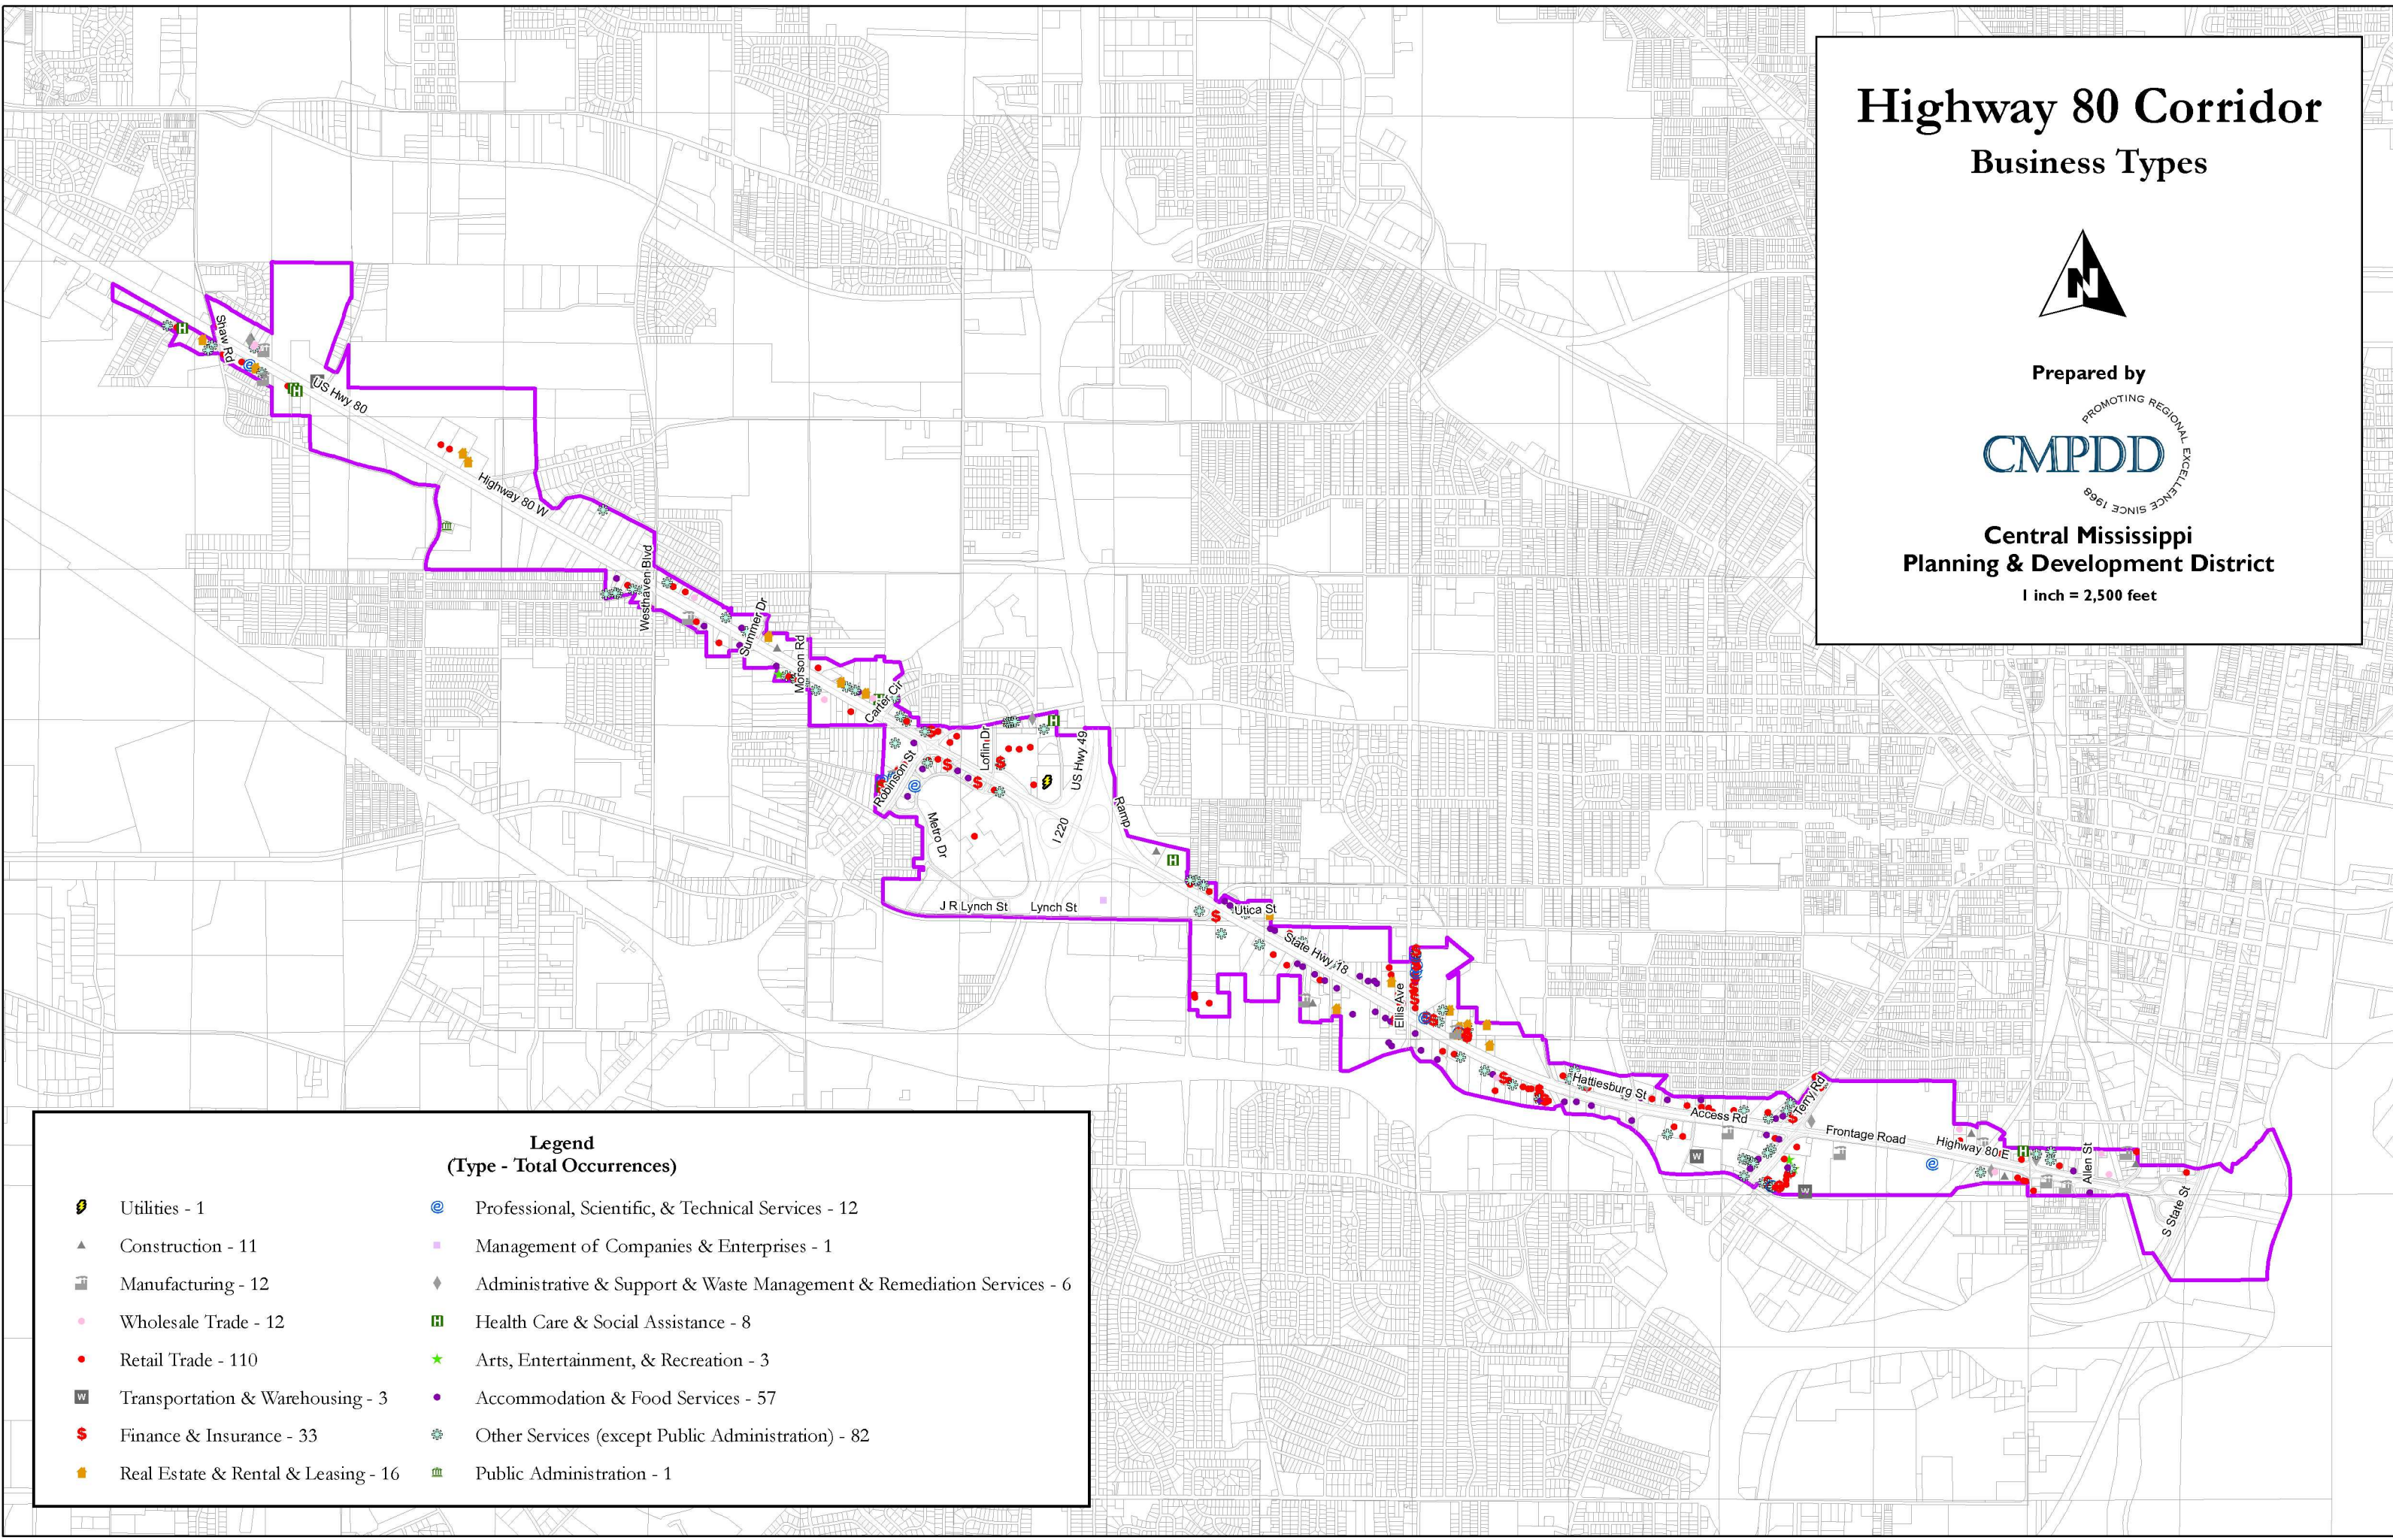 Highway 80 Corridor
Business Types
N
Prepared by
PROMOTING REGIONAL EXCELLENCE SINCE 1968
CMPDD
Central Mississippi
Planning & Development District
1 inch = 2,500 feet
Shaw Rd
US Hwy 80
Highway 80 W
Westhaven Blvd
Summer Dr
Morson Rd
Carter Cir
Robinson St
Loflin Dr
US Hwy 49
Metro Dr
I 220
Ramp
J R Lynch St
Lynch St
Utica St
State Hwy 18
Ellis Ave
Hattiesburg St
Access Rd
Terry Rd
Frontage Road
Highway 80 E
Allen St
S State St
Legend
(Type - Total Occurrences)
Utilities - 1
Construction - 11
Manufacturing - 12
Wholesale Trade - 12
Retail Trade - 110
W Transportation & Warehousing - 3
$ Finance & Insurance - 33
Real Estate & Rental & Leasing - 16
Professional, Scientific, & Technical Services - 12
Management of Companies & Enterprises - 1
Administrative & Support & Waste Management & Remediation Services - 6
H Health Care & Social Assistance - 8
Arts, Entertainment, & Recreation - 3
Accommodation & Food Services - 57
Other Services (except Public Administration) - 82
Public Administration - 1